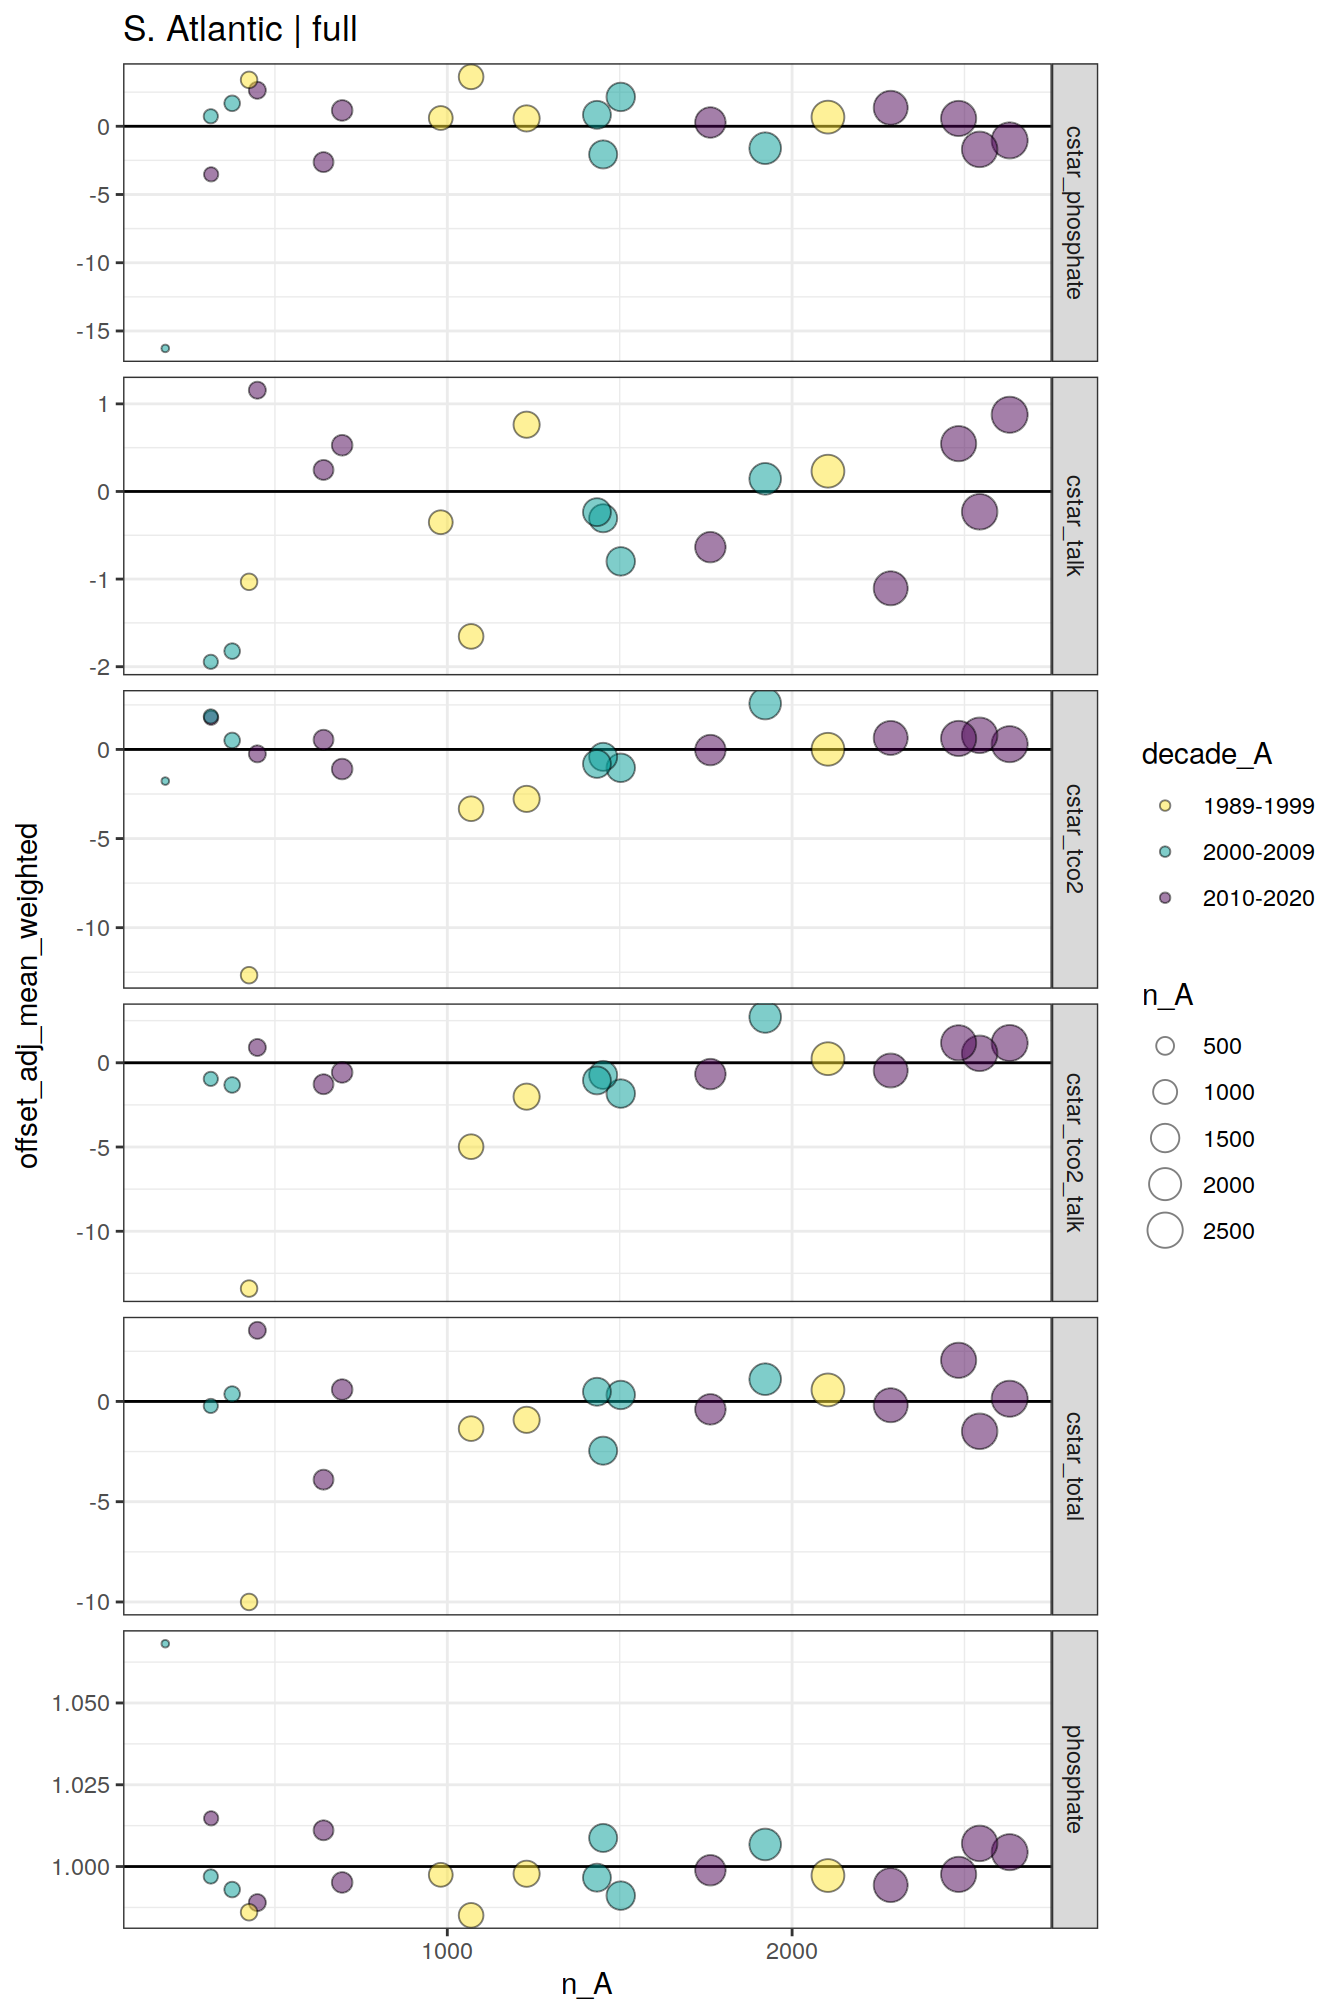 S. Atlantic | full
0
-5
-10
-15
cstar_phosphate
1
0
-1
-2
cstar_talk
0
-5
-10
cstar_tco2
0
-5
-10
cstar_tco2_talk
0
-5
-10
cstar_total
1.050
1.025
1.000
phosphate
1000
2000
n_A
offset_adj_mean_weighted
decade_A
1989-1999
2000-2009
2010-2020
n_A
500
1000
1500
2000
2500